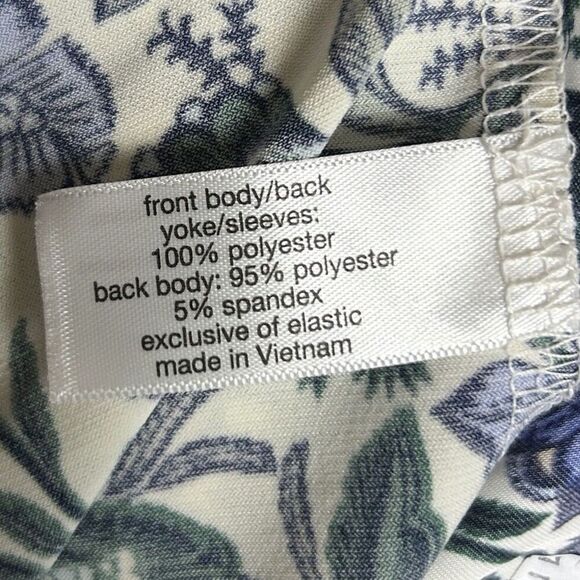 front body/back
yoke/sleeves:
100% polyester
back body: 95% polyester
5% spandex
exclusive of elastic
made in Vietnam